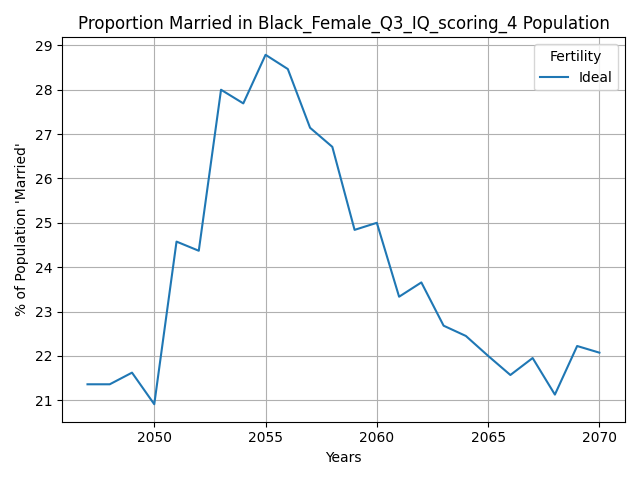 Proportion Married in Black_Female_Q3_IQ_scoring_4 Population
Fertility
Ideal
% of Population 'Married'
29
28
27
26
25
24
23
22
21
2050
2055
2060
2065
2070
Years